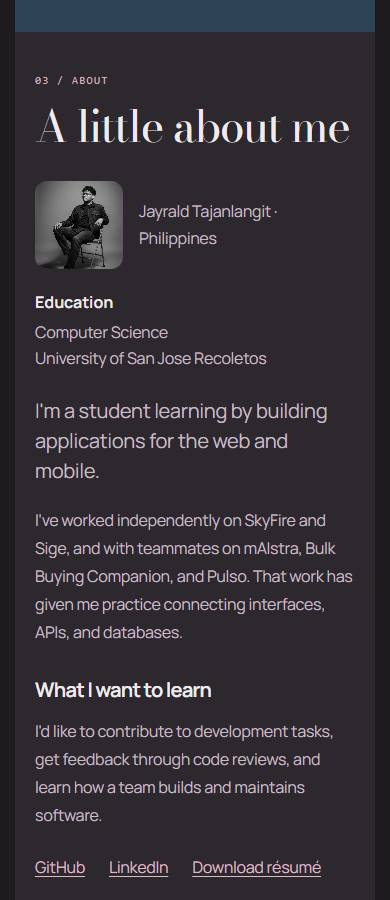 03 / ABOUT
A little about me
Jayrald Tajanlangit ·
Philippines
Education
Computer Science
University of San Jose Recoletos
I'm a student learning by building
applications for the web and
mobile.
I've worked independently on SkyFire and
Sige, and with teammates on mAIstra, Bulk
Buying Companion, and Pulso. That work has
given me practice connecting interfaces,
APIs, and databases.
What I want to learn
I'd like to contribute to development tasks,
get feedback through code reviews, and
learn how a team builds and maintains
software.
GitHub LinkedIn Download résumé